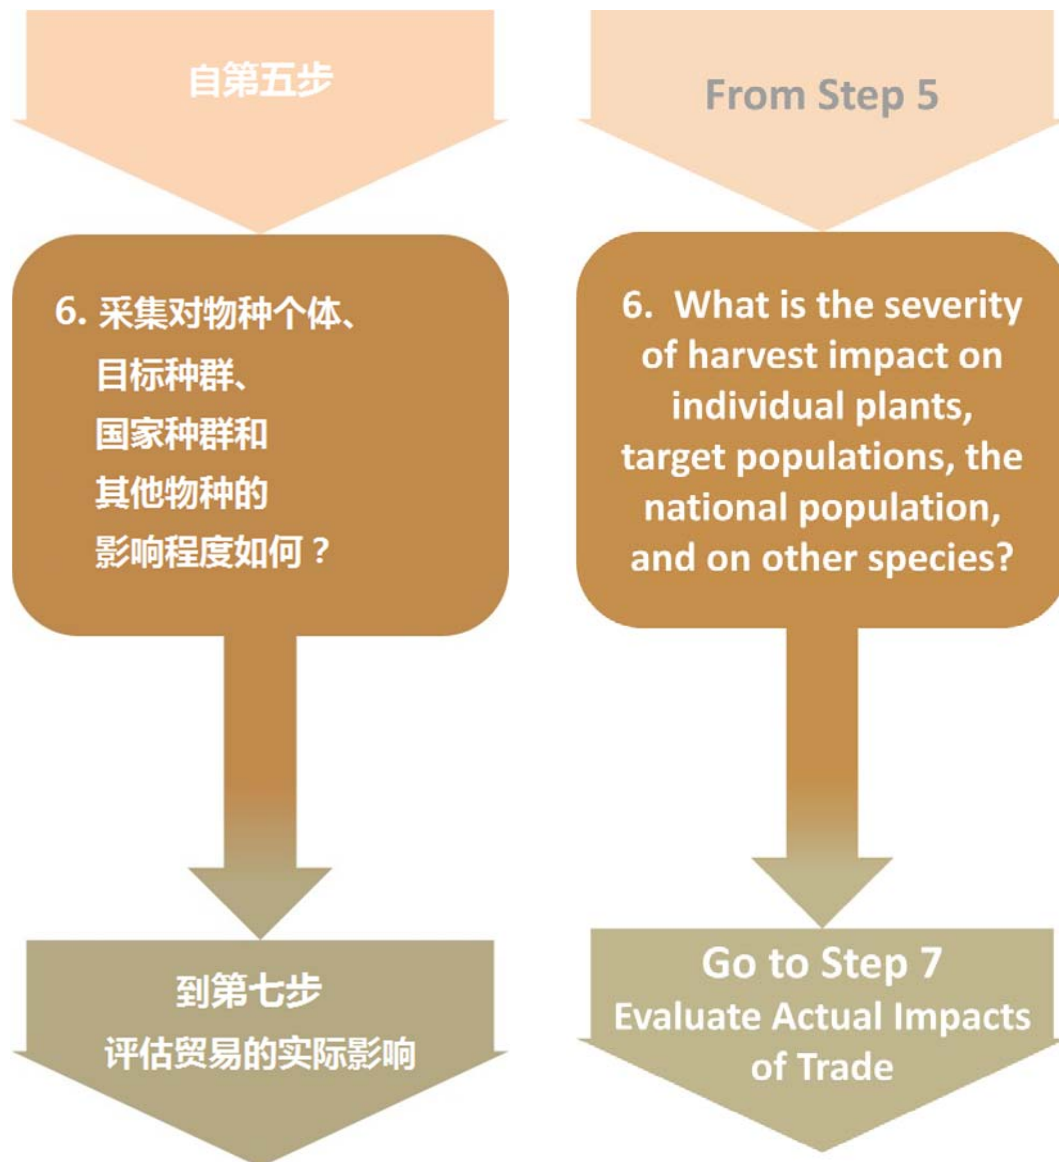 自第五步
6. 采集对物种个体、
目标种群、
国家种群和
其他物种的
影响程度如何？
到第七步
评估贸易的实际影响
From Step 5
6. What is the severity
of harvest impact on
individual plants,
target populations, the
national population,
and on other species?
Go to Step 7
Evaluate Actual Impacts
of Trade